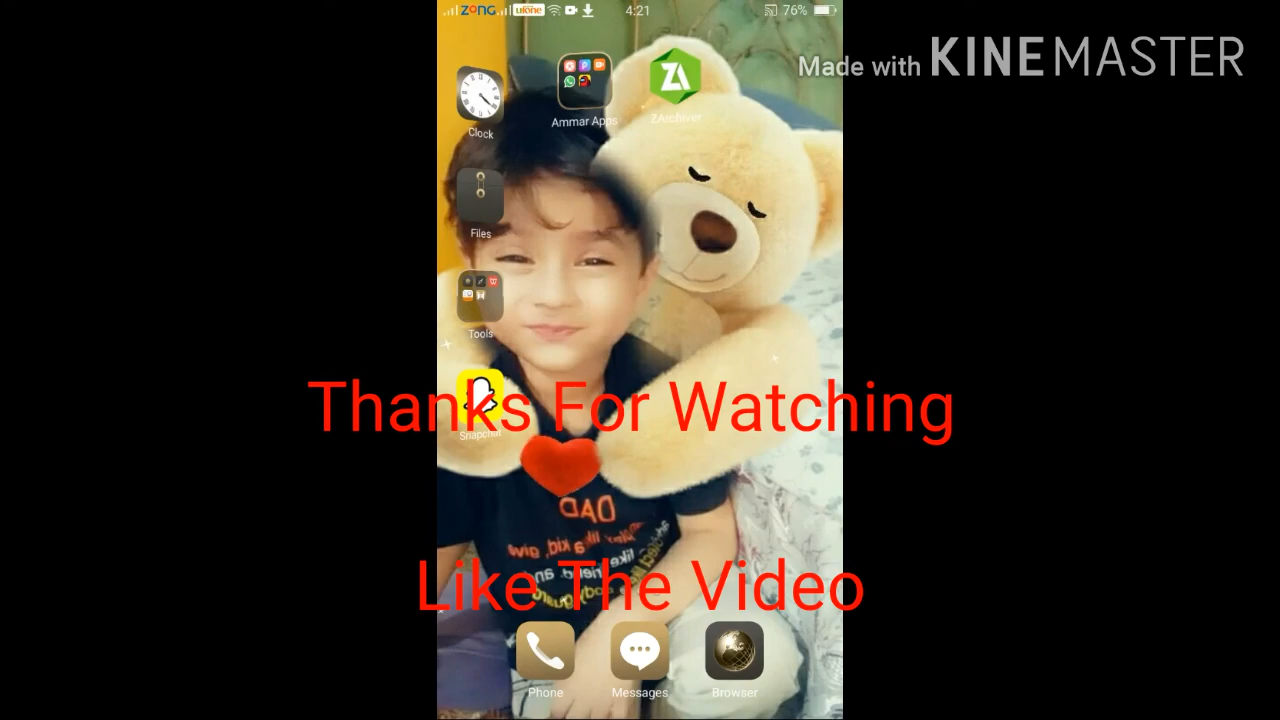 ZONG ufone 4:21 76%
Made with KINEMASTER
Clock
Ammar Apps
ZArchiver
Files
Tools
Thanks For Watching
Snapchat
DAD
Like The Video
Phone Messages Browser